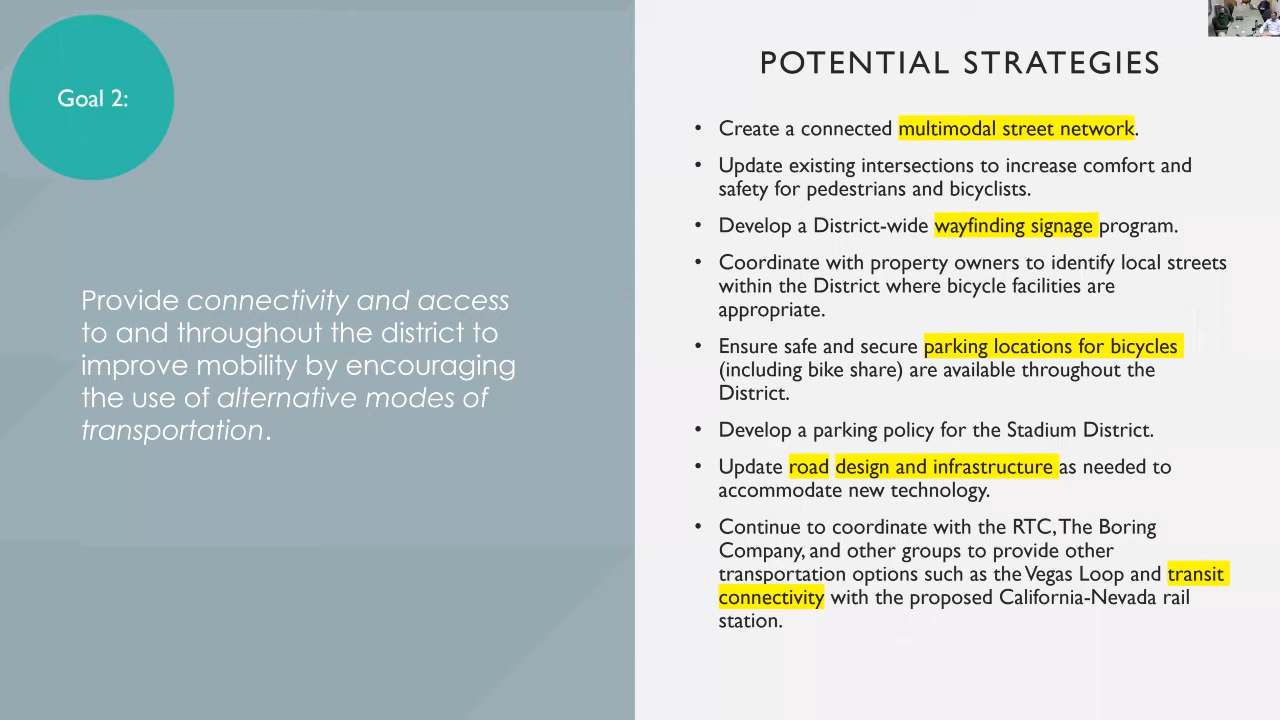 Goal 2:
Provide connectivity and access
to and throughout the district to
improve mobility by encouraging
the use of alternative modes of
transportation.
POTENTIAL STRATEGIES
• Create a connected multimodal street network.
• Update existing intersections to increase comfort and
safety for pedestrians and bicyclists.
• Develop a District-wide wayfinding signage program.
• Coordinate with property owners to identify local streets
within the District where bicycle facilities are
appropriate.
• Ensure safe and secure parking locations for bicycles
(including bike share) are available throughout the
District.
• Develop a parking policy for the Stadium District.
• Update road design and infrastructure as needed to
accommodate new technology.
• Continue to coordinate with the RTC, The Boring
Company, and other groups to provide other
transportation options such as the Vegas Loop and transit
connectivity with the proposed California-Nevada rail
station.